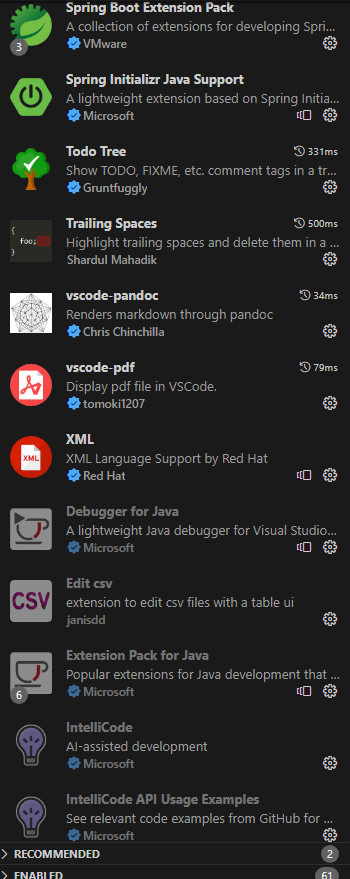 Spring Boot Extension Pack
A collection of extensions for developing Spri...
3
VMware
Spring Initializr Java Support
A lightweight extension based on Spring Initia...
Microsoft
Todo Tree
331ms
Show TODO, FIXME, etc. comment tags in a tr...
Gruntfuggly
Trailing Spaces
500ms
{
foo;
}
Highlight trailing spaces and delete them in a ...
Shardul Mahadik
vscode-pandoc
34ms
Renders markdown through pandoc
Chris Chinchilla
vscode-pdf
79ms
Display pdf file in VSCode.
tomoki1207
XML
XML
XML Language Support by Red Hat
Red Hat
Debugger for Java
A lightweight Java debugger for Visual Studio...
Microsoft
Edit csv
CSV
extension to edit csv files with a table ui
janisdd
Extension Pack for Java
Popular extensions for Java development that ...
6
Microsoft
IntelliCode
AI-assisted development
Microsoft
IntelliCode API Usage Examples
See relevant code examples from GitHub for ...
Microsoft
RECOMMENDED
2
ENABLED
61